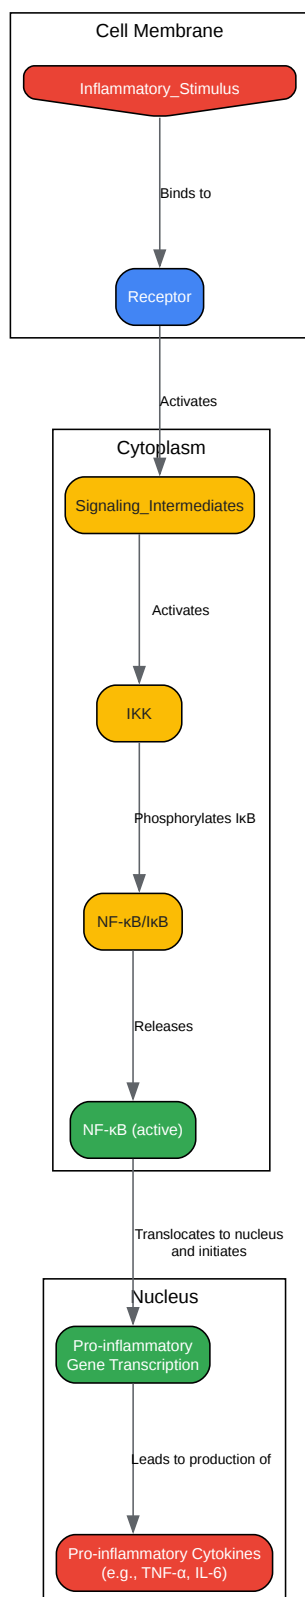 Cell Membrane
Inflammatory_Stimulus
Binds to
Receptor
Activates
Cytoplasm
Signaling_Intermediates
Activates
IKK
Phosphorylates IκB
NF-κB/IκB
Releases
NF-κB (active)
Translocates to nucleus
and initiates
Nucleus
Pro-inflammatory
Gene Transcription
Leads to production of
Pro-inflammatory Cytokines
(e.g., TNF-α, IL-6)